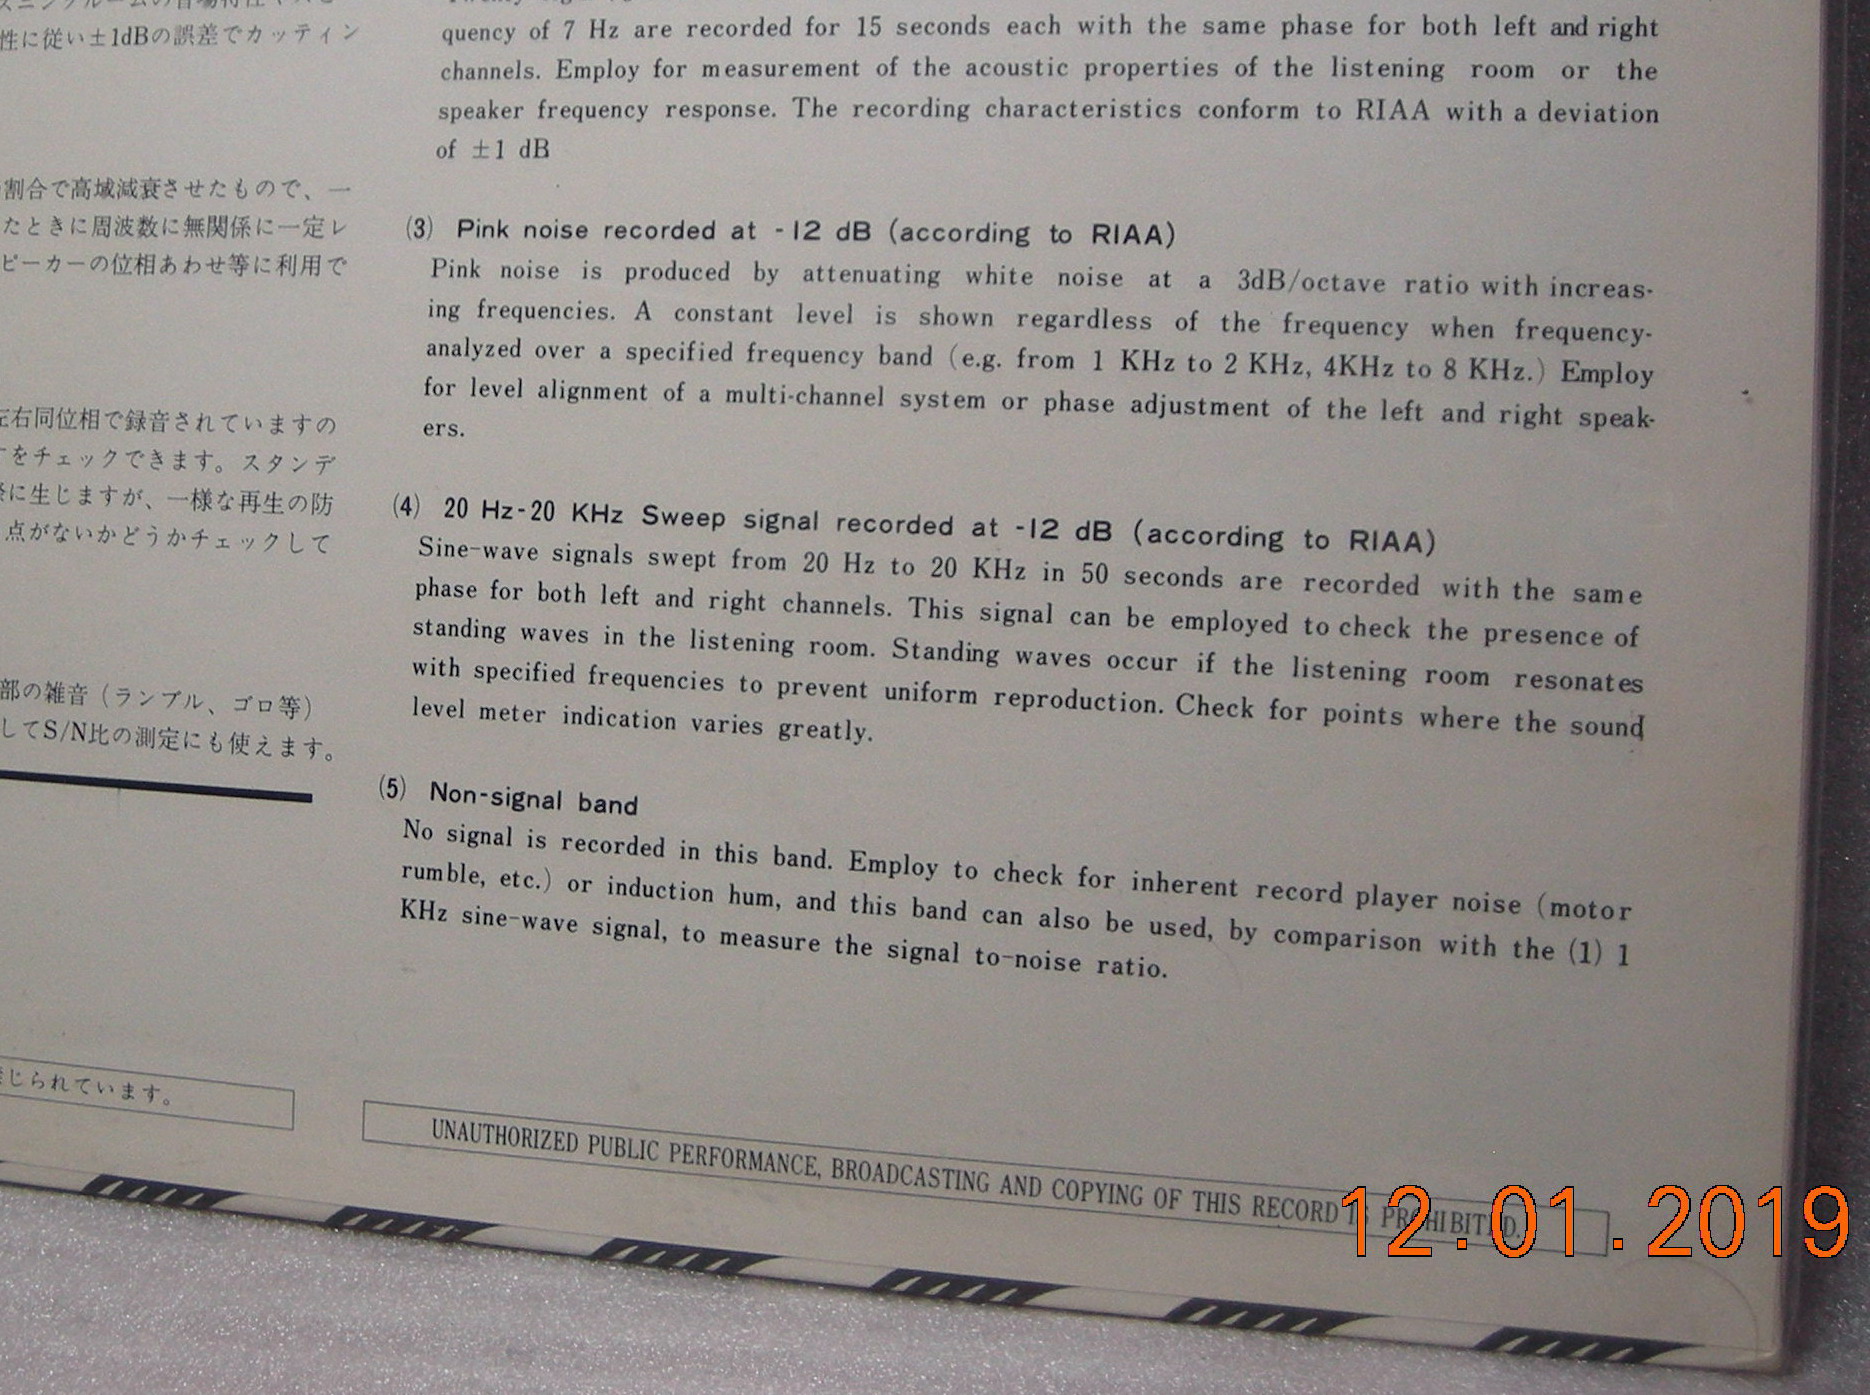 性に従い±1dBの誤差でカッティン
割合で高域減衰させたもので、一
たときに周波数に無関係に一定レ
ピーカーの位相あわせ等に利用で
左右同位相で録音されていますの
をチェックできます。スタンデ
に生じますが、一様な再生の防
点がないかどうかチェックして
部の雑音（ランブル、ゴロ等）
してS/N比の測定にも使えます。
じられています。
quency of 7 Hz are recorded for 15 seconds each with the same phase for both left and right
channels. Employ for measurement of the acoustic properties of the listening room or the
speaker frequency response. The recording characteristics conform to RIAA with a deviation
of ±1 dB
(3) Pink noise recorded at -12 dB (according to RIAA)
Pink noise is produced by attenuating white noise at a 3dB/octave ratio with increas-
ing frequencies. A constant level is shown regardless of the frequency when frequency-
analyzed over a specified frequency band (e.g. from 1 KHz to 2 KHz, 4KHz to 8 KHz.) Employ
for level alignment of a multi-channel system or phase adjustment of the left and right speak-
ers.
(4) 20 Hz-20 KHz Sweep signal recorded at -12 dB (according to RIAA)
Sine-wave signals swept from 20 Hz to 20 KHz in 50 seconds are recorded with the same
phase for both left and right channels. This signal can be employed to check the presence of
standing waves in the listening room. Standing waves occur if the listening room resonates
with specified frequencies to prevent uniform reproduction. Check for points where the sound
level meter indication varies greatly.
(5) Non-signal band
No signal is recorded in this band. Employ to check for inherent record player noise (motor
rumble, etc.) or induction hum, and this band can also be used, by comparison with the (1) 1
KHz sine-wave signal, to measure the signal to-noise ratio.
UNAUTHORIZED PUBLIC PERFORMANCE, BROADCASTING AND COPYING OF THIS RECORD IS PROHIBITED.
12.01.2019